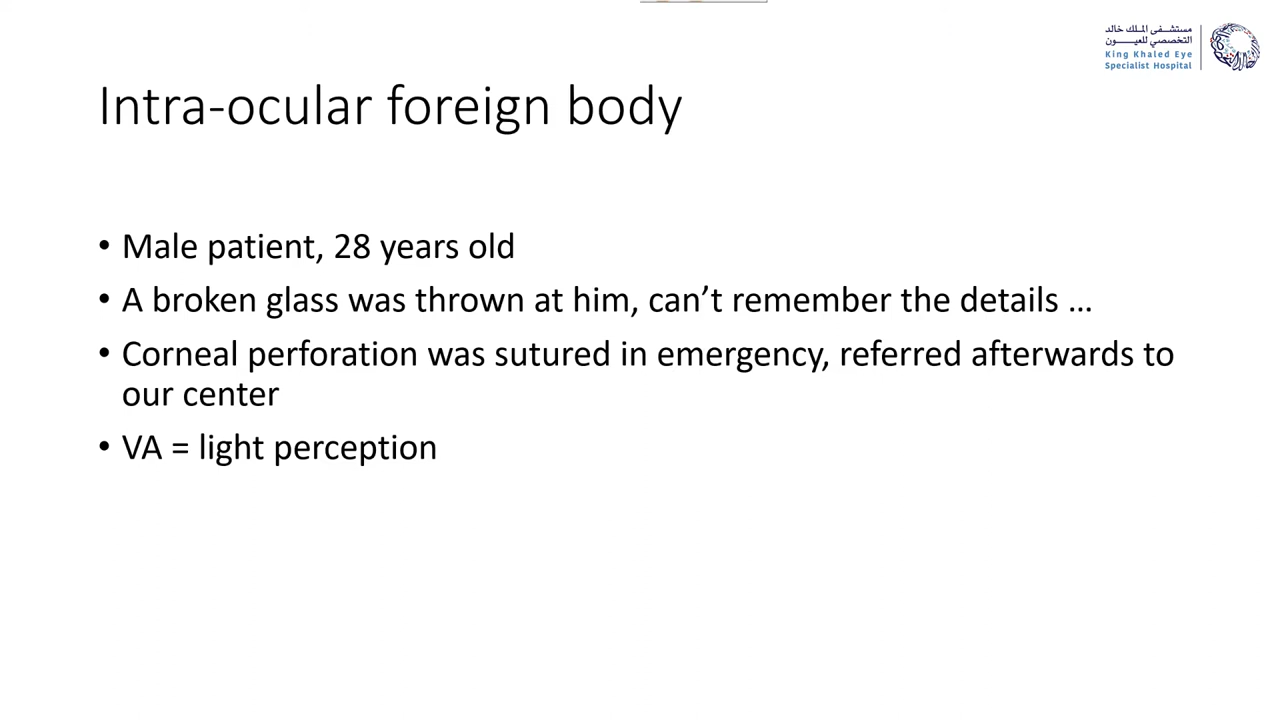 مستشفى الملك خالد
التخصصي للعيون
King Khaled Eye
Specialist Hospital
Intra-ocular foreign body
• Male patient, 28 years old
• A broken glass was thrown at him, can’t remember the details …
• Corneal perforation was sutured in emergency, referred afterwards to
our center
• VA = light perception